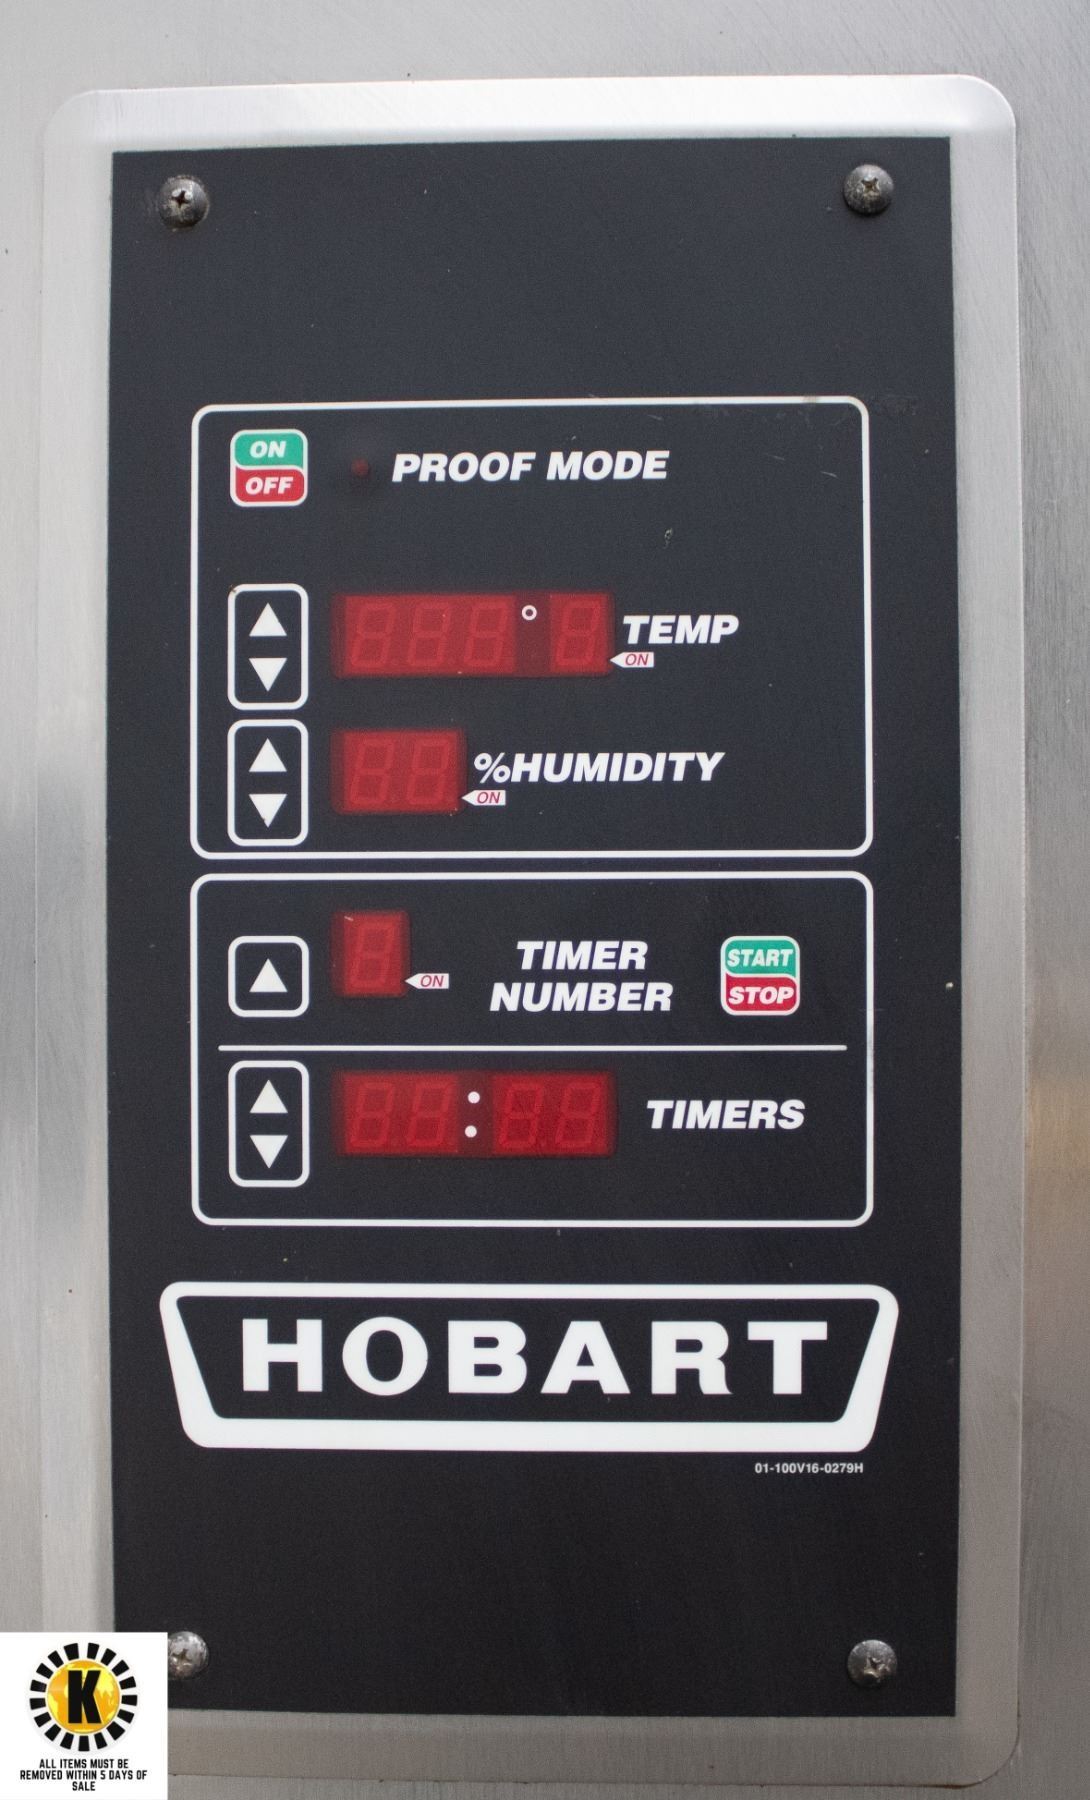 ON
OFF
PROOF MODE
TEMP
ON
%HUMIDITY
ON
TIMER
NUMBER
ON
START
STOP
TIMERS
HOBART
01-100V16-0279H
K
ALL ITEMS MUST BE
REMOVED WITHIN 5 DAYS OF
SALE